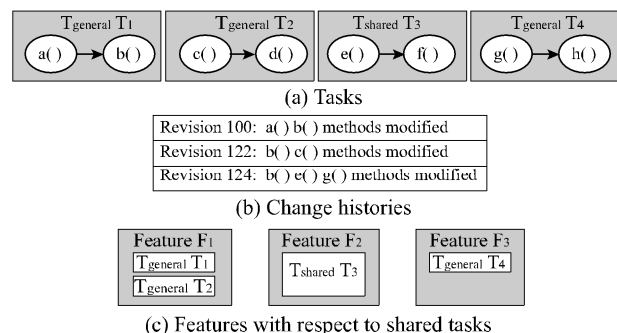 Tgeneral T1 Tgeneral T2 Tshared T3 Tgeneral T4
a( ) b( ) c( ) d( ) e( ) f( ) g( ) h( )
(a) Tasks
Revision 100: a( ) b( ) methods modified
Revision 122: b( ) c( ) methods modified
Revision 124: b( ) e( ) g( ) methods modified
(b) Change histories
Feature F1 Feature F2 Feature F3
Tgeneral T1 Tshared T3 Tgeneral T4
Tgeneral T2
(c) Features with respect to shared tasks